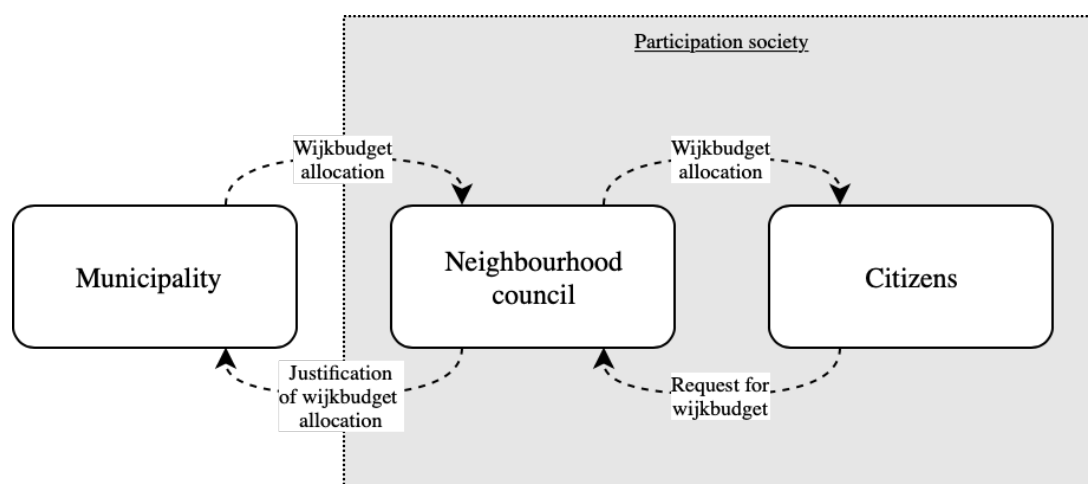 Participation society
Wijkbudget
allocation
Wijkbudget
allocation
Municipality
Neighbourhood
council
Citizens
Justification
of wijkbudget
allocation
Request for
wijkbudget